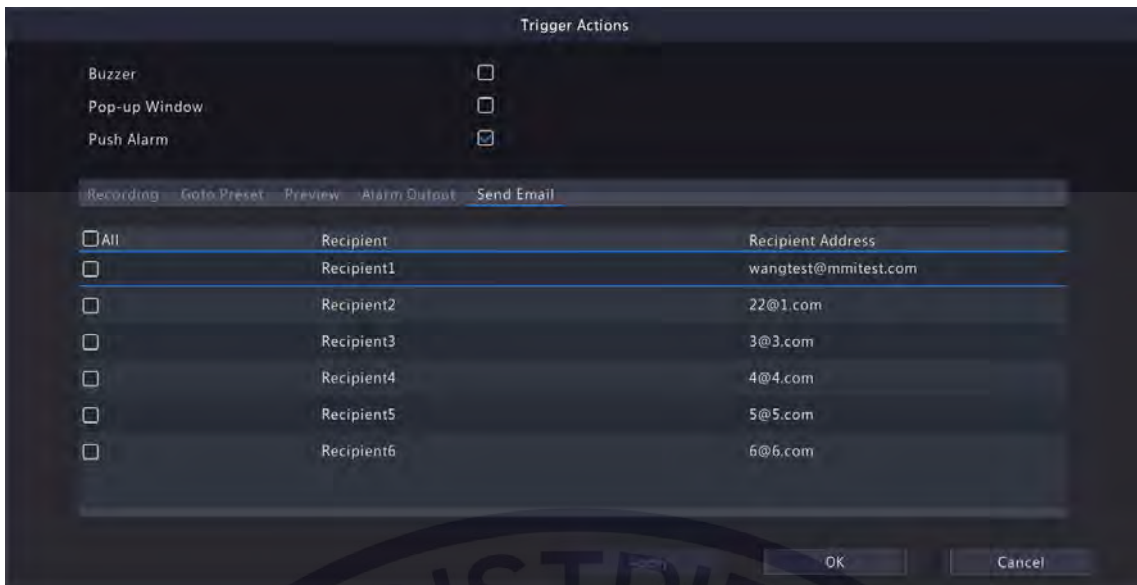 Trigger Actions
Buzzer
Pop-up Window
Push Alarm
Recording Goto Preset Preview Alarm Output Send Email
All Recipient Recipient Address
Recipient1 wangtest@mmitest.com
Recipient2 22@1.com
Recipient3 3@3.com
Recipient4 4@4.com
Recipient5 5@5.com
Recipient6 6@6.com
OK Cancel